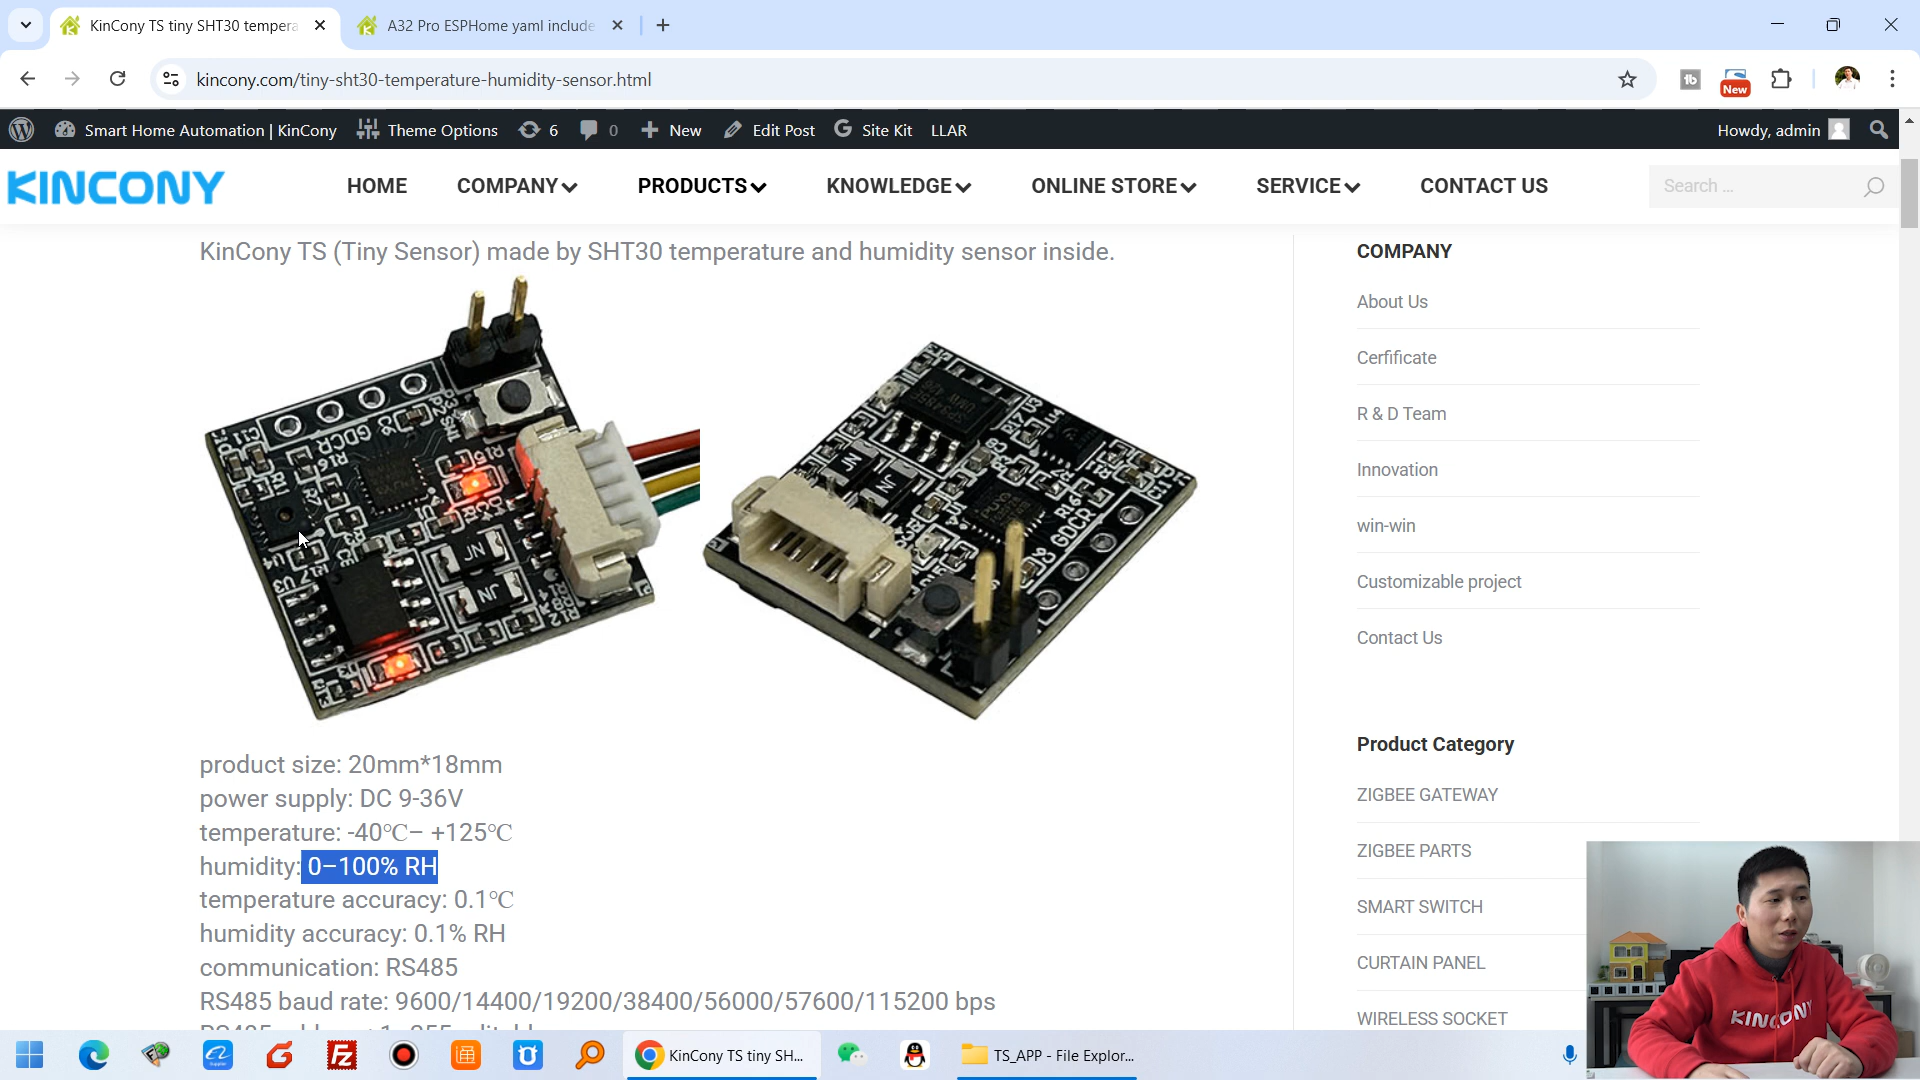 KinCony TS tiny SHT30 tempera
A32 Pro ESPHome yaml include
kincony.com/tiny-sht30-temperature-humidity-sensor.html
New
Smart Home Automation | KinCony
Theme Options
6
0
New
Edit Post
Site Kit
LLAR
Howdy, admin
KINCONY
HOME
COMPANY
PRODUCTS
KNOWLEDGE
ONLINE STORE
SERVICE
CONTACT US
Search ...
KinCony TS (Tiny Sensor) made by SHT30 temperature and humidity sensor inside.
GDCR
GDCR
product size: 20mm*18mm
power supply: DC 9-36V
temperature: -40℃– +125℃
humidity: 0–100% RH
temperature accuracy: 0.1℃
humidity accuracy: 0.1% RH
communication: RS485
RS485 baud rate: 9600/14400/19200/38400/56000/57600/115200 bps
COMPANY
About Us
Cerfificate
R & D Team
Innovation
win-win
Customizable project
Contact Us
Product Category
ZIGBEE GATEWAY
ZIGBEE PARTS
SMART SWITCH
CURTAIN PANEL
WIRELESS SOCKET
KINCONY
KinCony TS tiny SH...
TS_APP - File Explor...